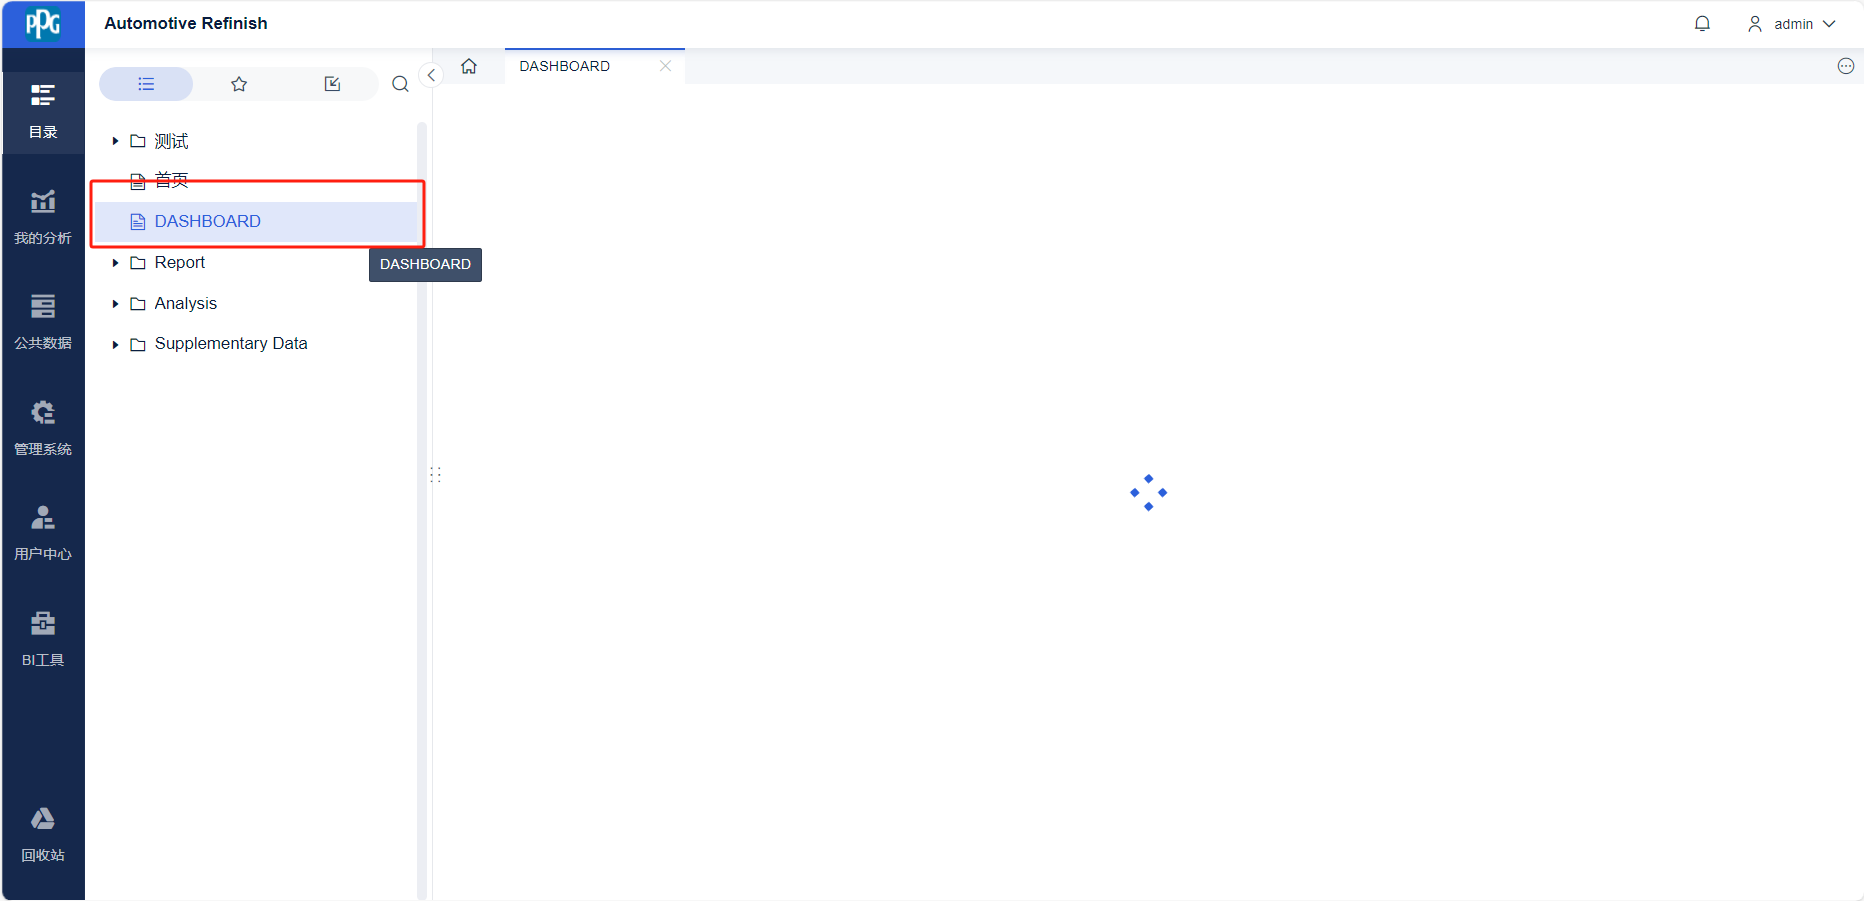 PPG
Automotive Refinish
admin
DASHBOARD
目录
我的分析
公共数据
管理系统
用户中心
BI工具
回收站
测试
首页
DASHBOARD
Report
Analysis
Supplementary Data
DASHBOARD